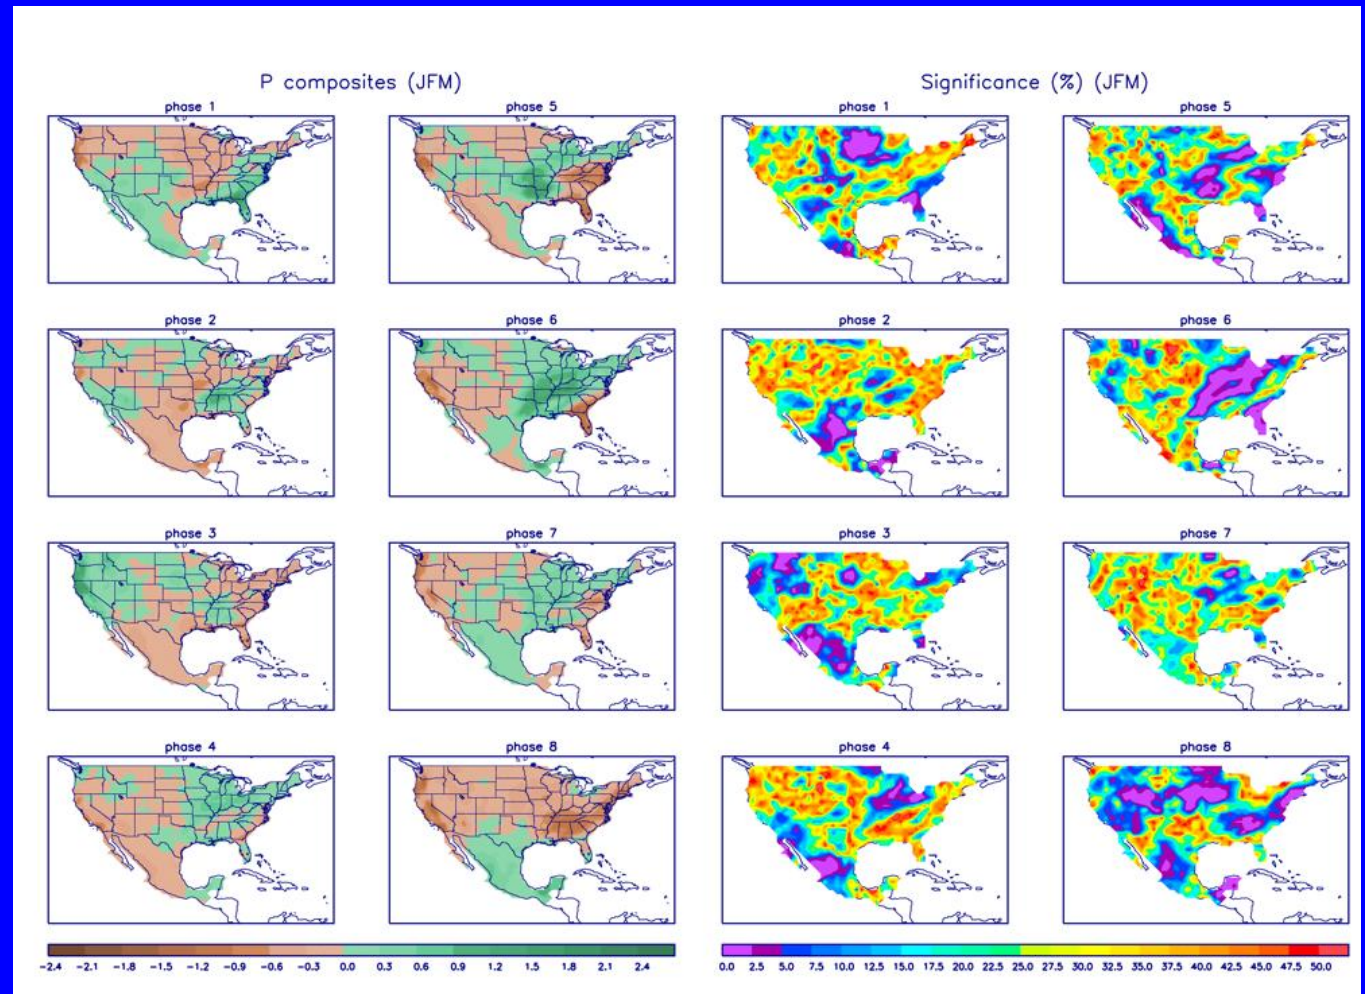 P composites (JFM)
Significance (%) (JFM)
phase 1
phase 5
phase 1
phase 5
phase 2
phase 6
phase 2
phase 6
phase 3
phase 7
phase 3
phase 7
phase 4
phase 8
phase 4
phase 8
-2.4 -2.1 -1.8 -1.5 -1.2 -0.9 -0.6 -0.3 0.0 0.3 0.6 0.9 1.2 1.5 1.8 2.1 2.4
0.0 2.5 5.0 7.5 10.0 12.5 15.0 17.5 20.0 22.5 25.0 27.5 30.0 32.5 35.0 37.5 40.0 42.5 45.0 47.5 50.0